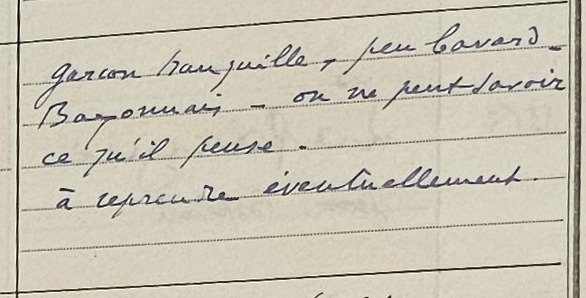 garçon tranquille, peu bavard -
Bayonnais - on ne peut savoir
ce qu'il pense.
à reprendre éventuellement.